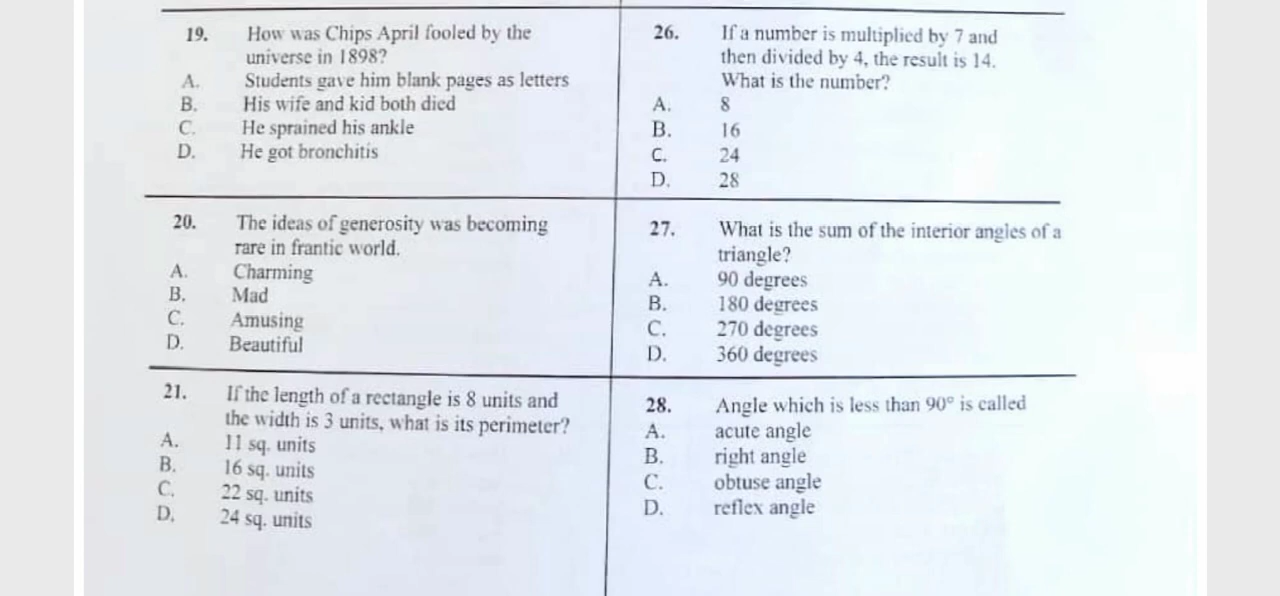 19. How was Chips April fooled by the
universe in 1898?
A. Students gave him blank pages as letters
B. His wife and kid both died
C. He sprained his ankle
D. He got bronchitis
20. The ideas of generosity was becoming
rare in frantic world.
A. Charming
B. Mad
C. Amusing
D. Beautiful
21. If the length of a rectangle is 8 units and
the width is 3 units, what is its perimeter?
A. 11 sq. units
B. 16 sq. units
C. 22 sq. units
D. 24 sq. units
26. If a number is multiplied by 7 and
then divided by 4, the result is 14.
What is the number?
A. 8
B. 16
C. 24
D. 28
27. What is the sum of the interior angles of a
triangle?
A. 90 degrees
B. 180 degrees
C. 270 degrees
D. 360 degrees
28. Angle which is less than 90° is called
A. acute angle
B. right angle
C. obtuse angle
D. reflex angle